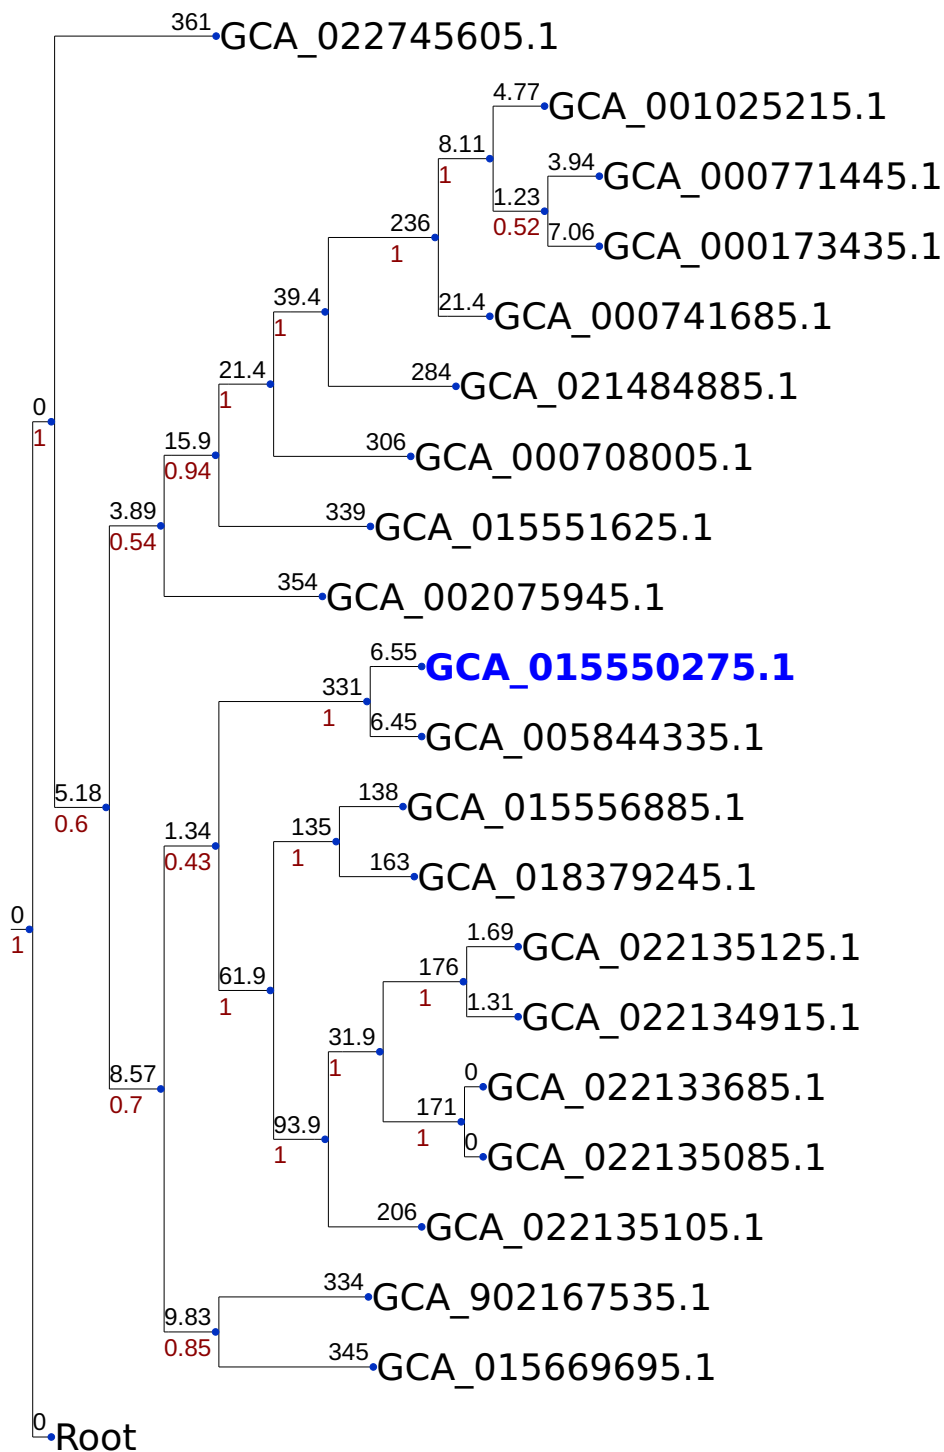 361
GCA_022745605.1
4.77
GCA_001025215.1
8.11
1
3.94
GCA_000771445.1
1.23
0.52
7.06
GCA_000173435.1
236
1
21.4
GCA_000741685.1
39.4
1
284
GCA_021484885.1
21.4
1
0
1
306
GCA_000708005.1
15.9
0.94
339
GCA_015551625.1
3.89
0.54
354
GCA_002075945.1
6.55
GCA_015550275.1
331
1
6.45
GCA_005844335.1
5.18
0.6
138
GCA_015556885.1
135
1
1.34
0.43
163
GCA_018379245.1
0
1
1.69
GCA_022135125.1
176
1
61.9
1
1.31
GCA_022134915.1
31.9
1
0
GCA_022133685.1
8.57
0.7
171
1
93.9
1
0
GCA_022135085.1
206
GCA_022135105.1
334
GCA_902167535.1
9.83
0.85
345
GCA_015669695.1
0
Root